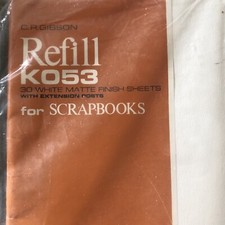 C.R.GIBSON
Refill
K053
30 WHITE MATTE FINISH SHEETS
WITH EXTENSION POSTS
for SCRAPBOOKS